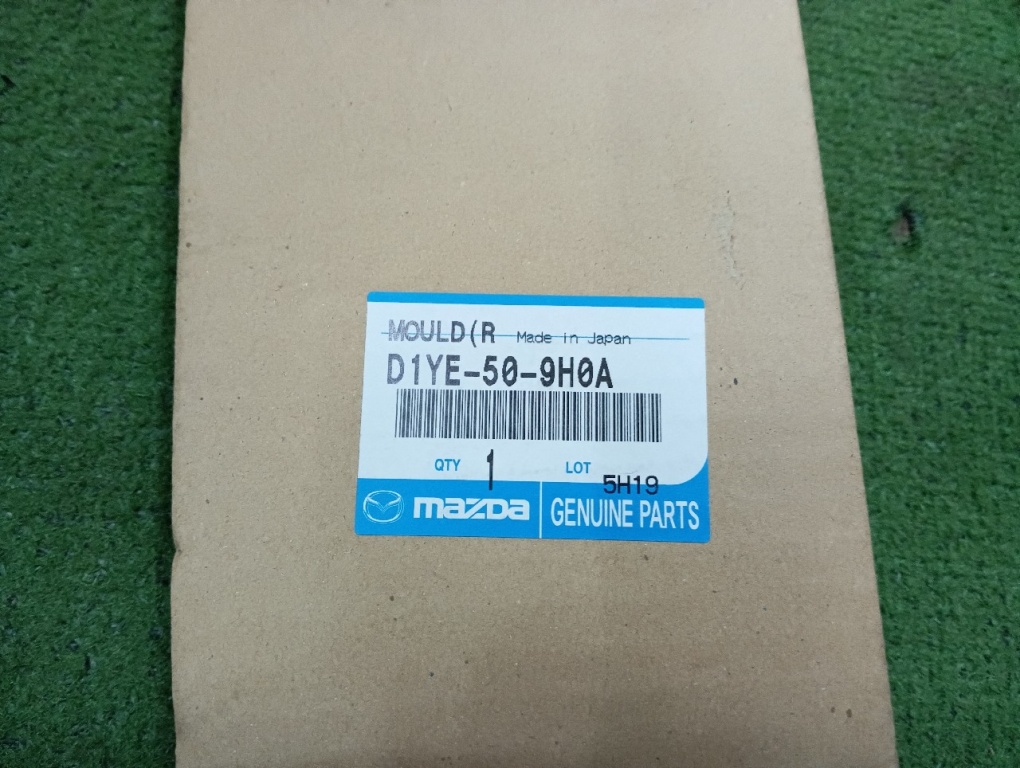 MOULD(R Made in Japan
D1YE-50-9H0A
QTY 1 LOT 5H19
mazda GENUINE PARTS